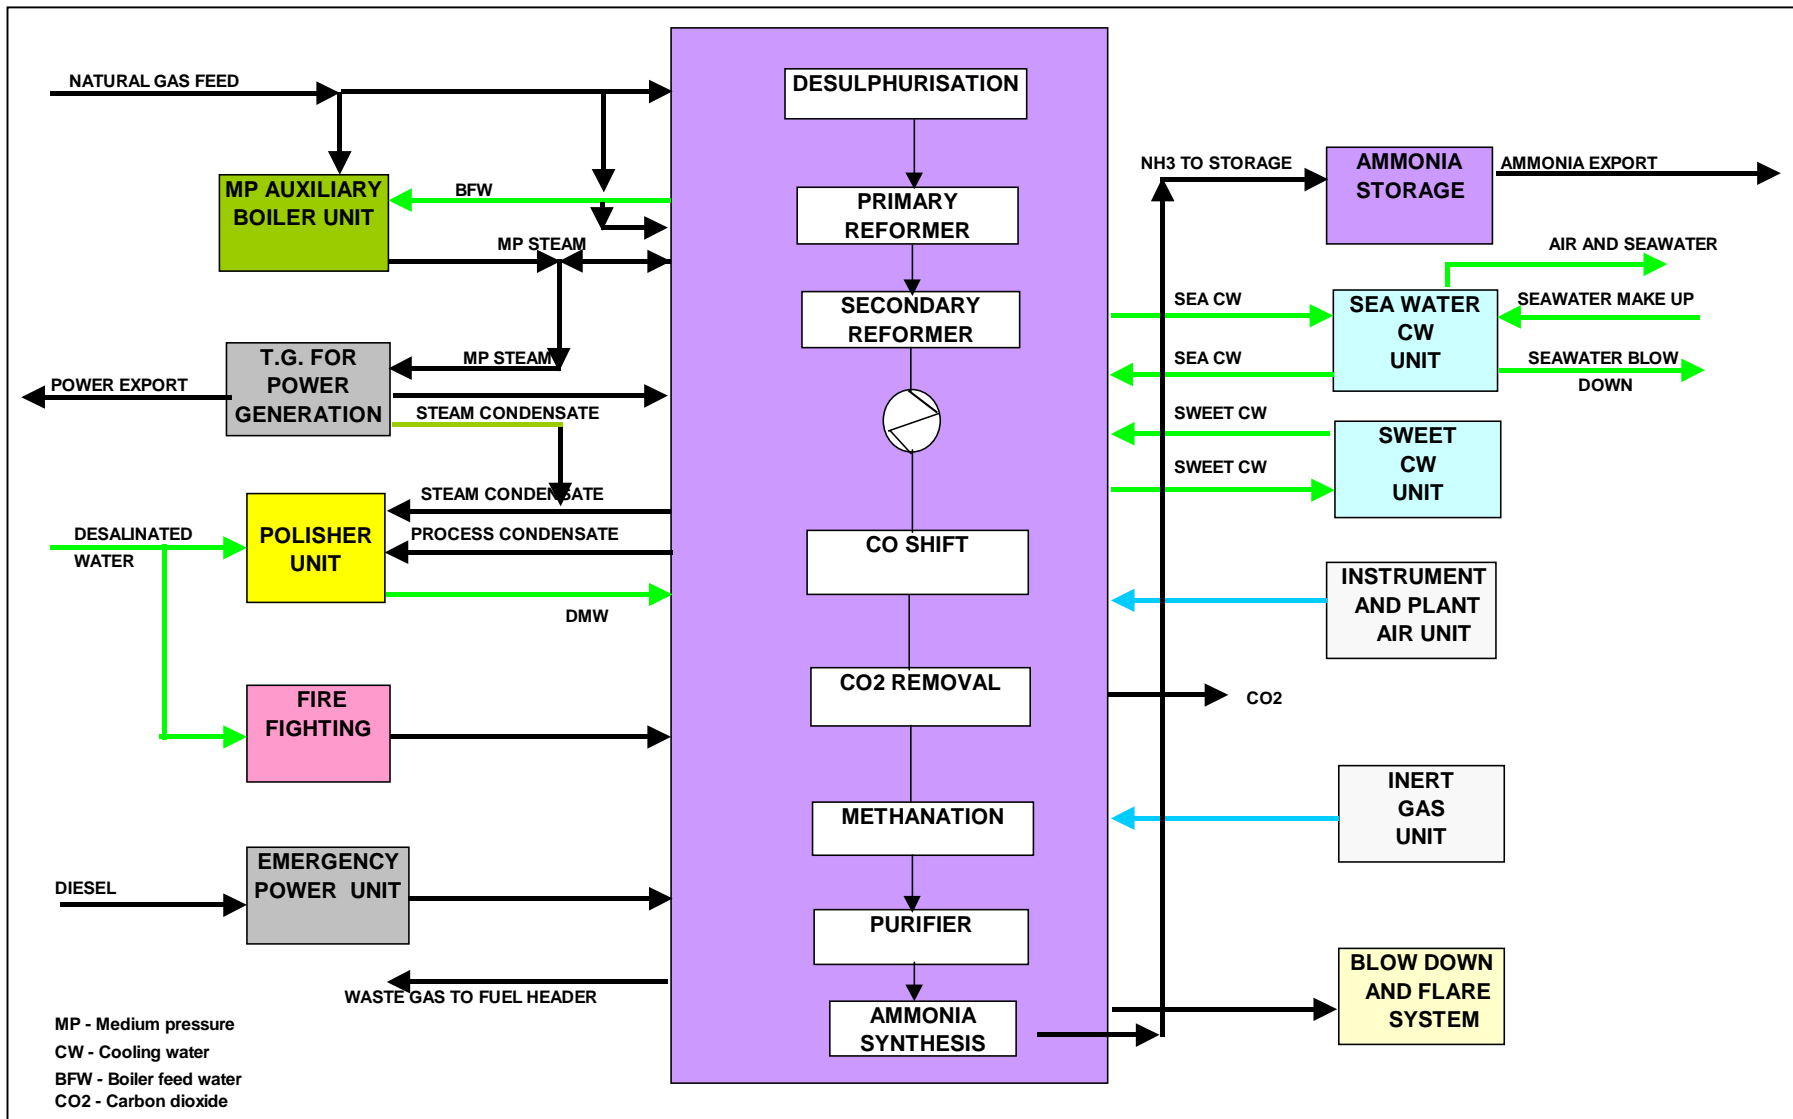 NATURAL GAS FEED
MP AUXILIARY
BOILER UNIT
BFW
MP STEAM
T.G. FOR
POWER
GENERATION
MP STEAM
POWER EXPORT
STEAM CONDENSATE
STEAM CONDENSATE
PROCESS CONDENSATE
DESALINATED
WATER
POLISHER
UNIT
DMW
FIRE
FIGHTING
EMERGENCY
POWER UNIT
DIESEL
WASTE GAS TO FUEL HEADER
MP - Medium pressure
CW - Cooling water
BFW - Boiler feed water
CO2 - Carbon dioxide
DESULPHURISATION
PRIMARY
REFORMER
SECONDARY
REFORMER
CO SHIFT
CO2 REMOVAL
METHANATION
PURIFIER
AMMONIA
SYNTHESIS
NH3 TO STORAGE
AMMONIA
STORAGE
AMMONIA EXPORT
AIR AND SEAWATER
SEA CW
SEA WATER
CW
UNIT
SEAWATER MAKE UP
SEA CW
SEAWATER BLOW
DOWN
SWEET CW
SWEET
CW
UNIT
SWEET CW
INSTRUMENT
AND PLANT
AIR UNIT
CO2
INERT
GAS
UNIT
BLOW DOWN
AND FLARE
SYSTEM